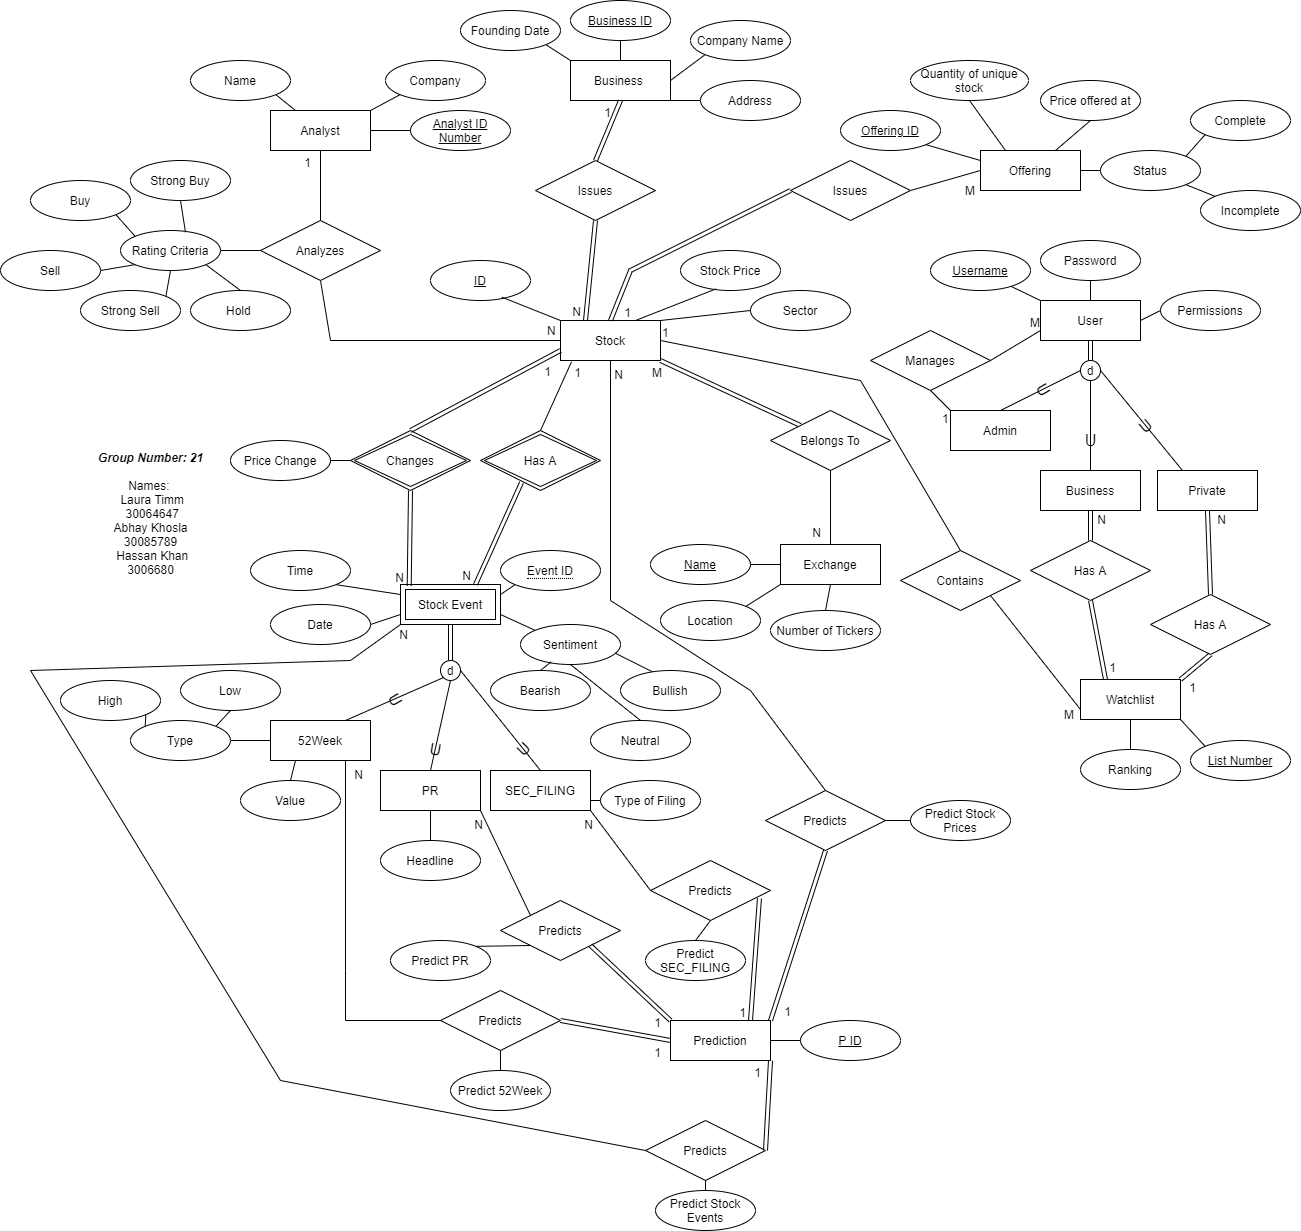 Business ID
Founding Date
Company Name
Business
Address
Name
Company
Analyst
Analyst ID
Number
1
1
Quantity of unique
stock
Price offered at
Offering ID
Complete
Offering
Status
Incomplete
M
Issues
Issues
Strong Buy
Buy
Rating Criteria
Analyzes
Sell
Strong Sell
Hold
ID
Stock Price
Sector
N
1
N
Stock
1
1
1
N
M
Username
Password
User
Permissions
M
Manages
d
1
Admin
Business
Private
N
N
Group Number: 21
Names:
Laura Timm
30064647
Abhay Khosla
30085789
Hassan Khan
3006680
Price Change
Changes
Has A
Belongs To
N
Name
Exchange
Location
Number of Tickers
Contains
Has A
Has A
1
1
M
Watchlist
Ranking
List Number
Time
N
N
Event ID
Stock Event
Date
N
Sentiment
Bearish
Bullish
Neutral
d
High
Low
Type
52Week
N
Value
PR
N
Headline
SEC_FILING
N
Type of Filing
Predicts
Predict Stock
Prices
Predicts
Predict
SEC_FILING
Predicts
Predict PR
Predicts
Predict 52Week
1
1
1
1
1
Prediction
P ID
Predicts
Predict Stock
Events